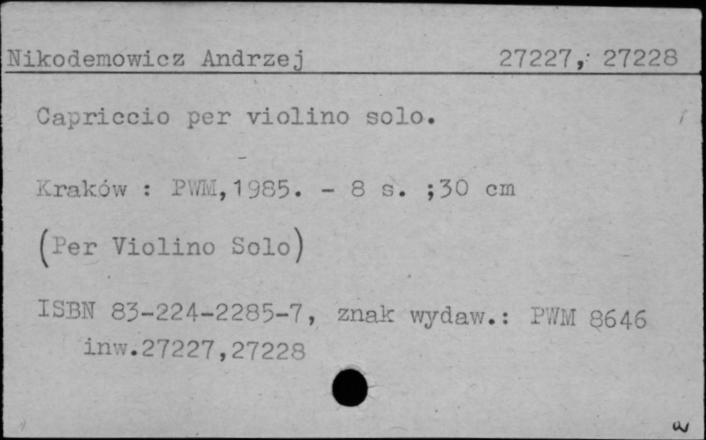 Nikodemowicz Andrzej 27227, 27228
Capriccio per violino solo.
Kraków : PWM,1985. - 8 s. ;30 cm
(Per Violino Solo)
ISBN 83-224-2285-7, znak wydaw.: PWM 8646
inw.27227,27228